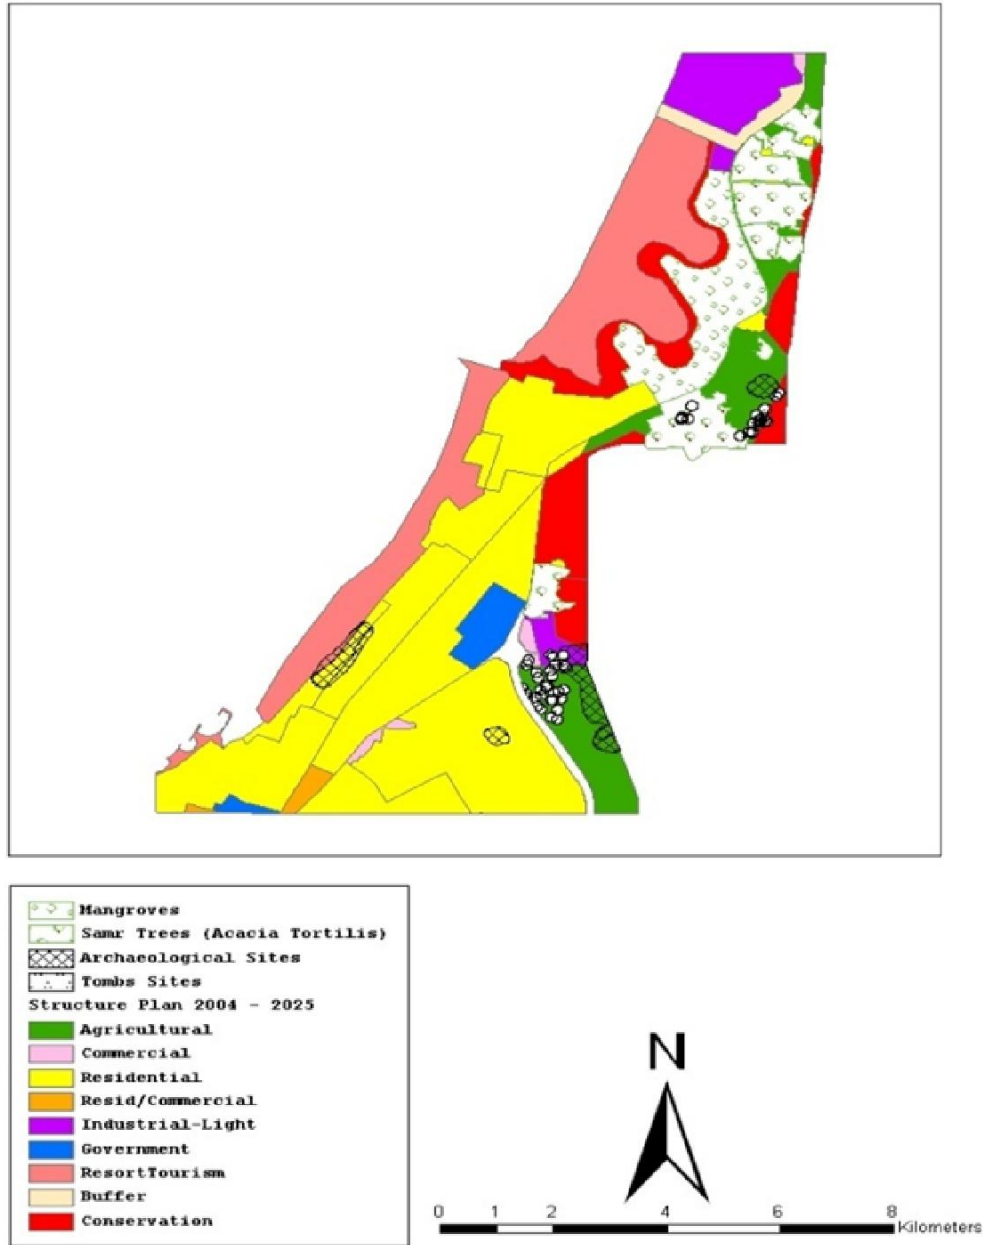 Mangroves
Samr Trees (Acacia Tortilis)
Archaeological Sites
Tombs Sites
Structure Plan 2004 - 2025
Agricultural
Commercial
Residential
Resid/Commercial
Industrial-Light
Government
ResortTourism
Buffer
Conservation
N
0 1 2 4 6 8
Kilometers